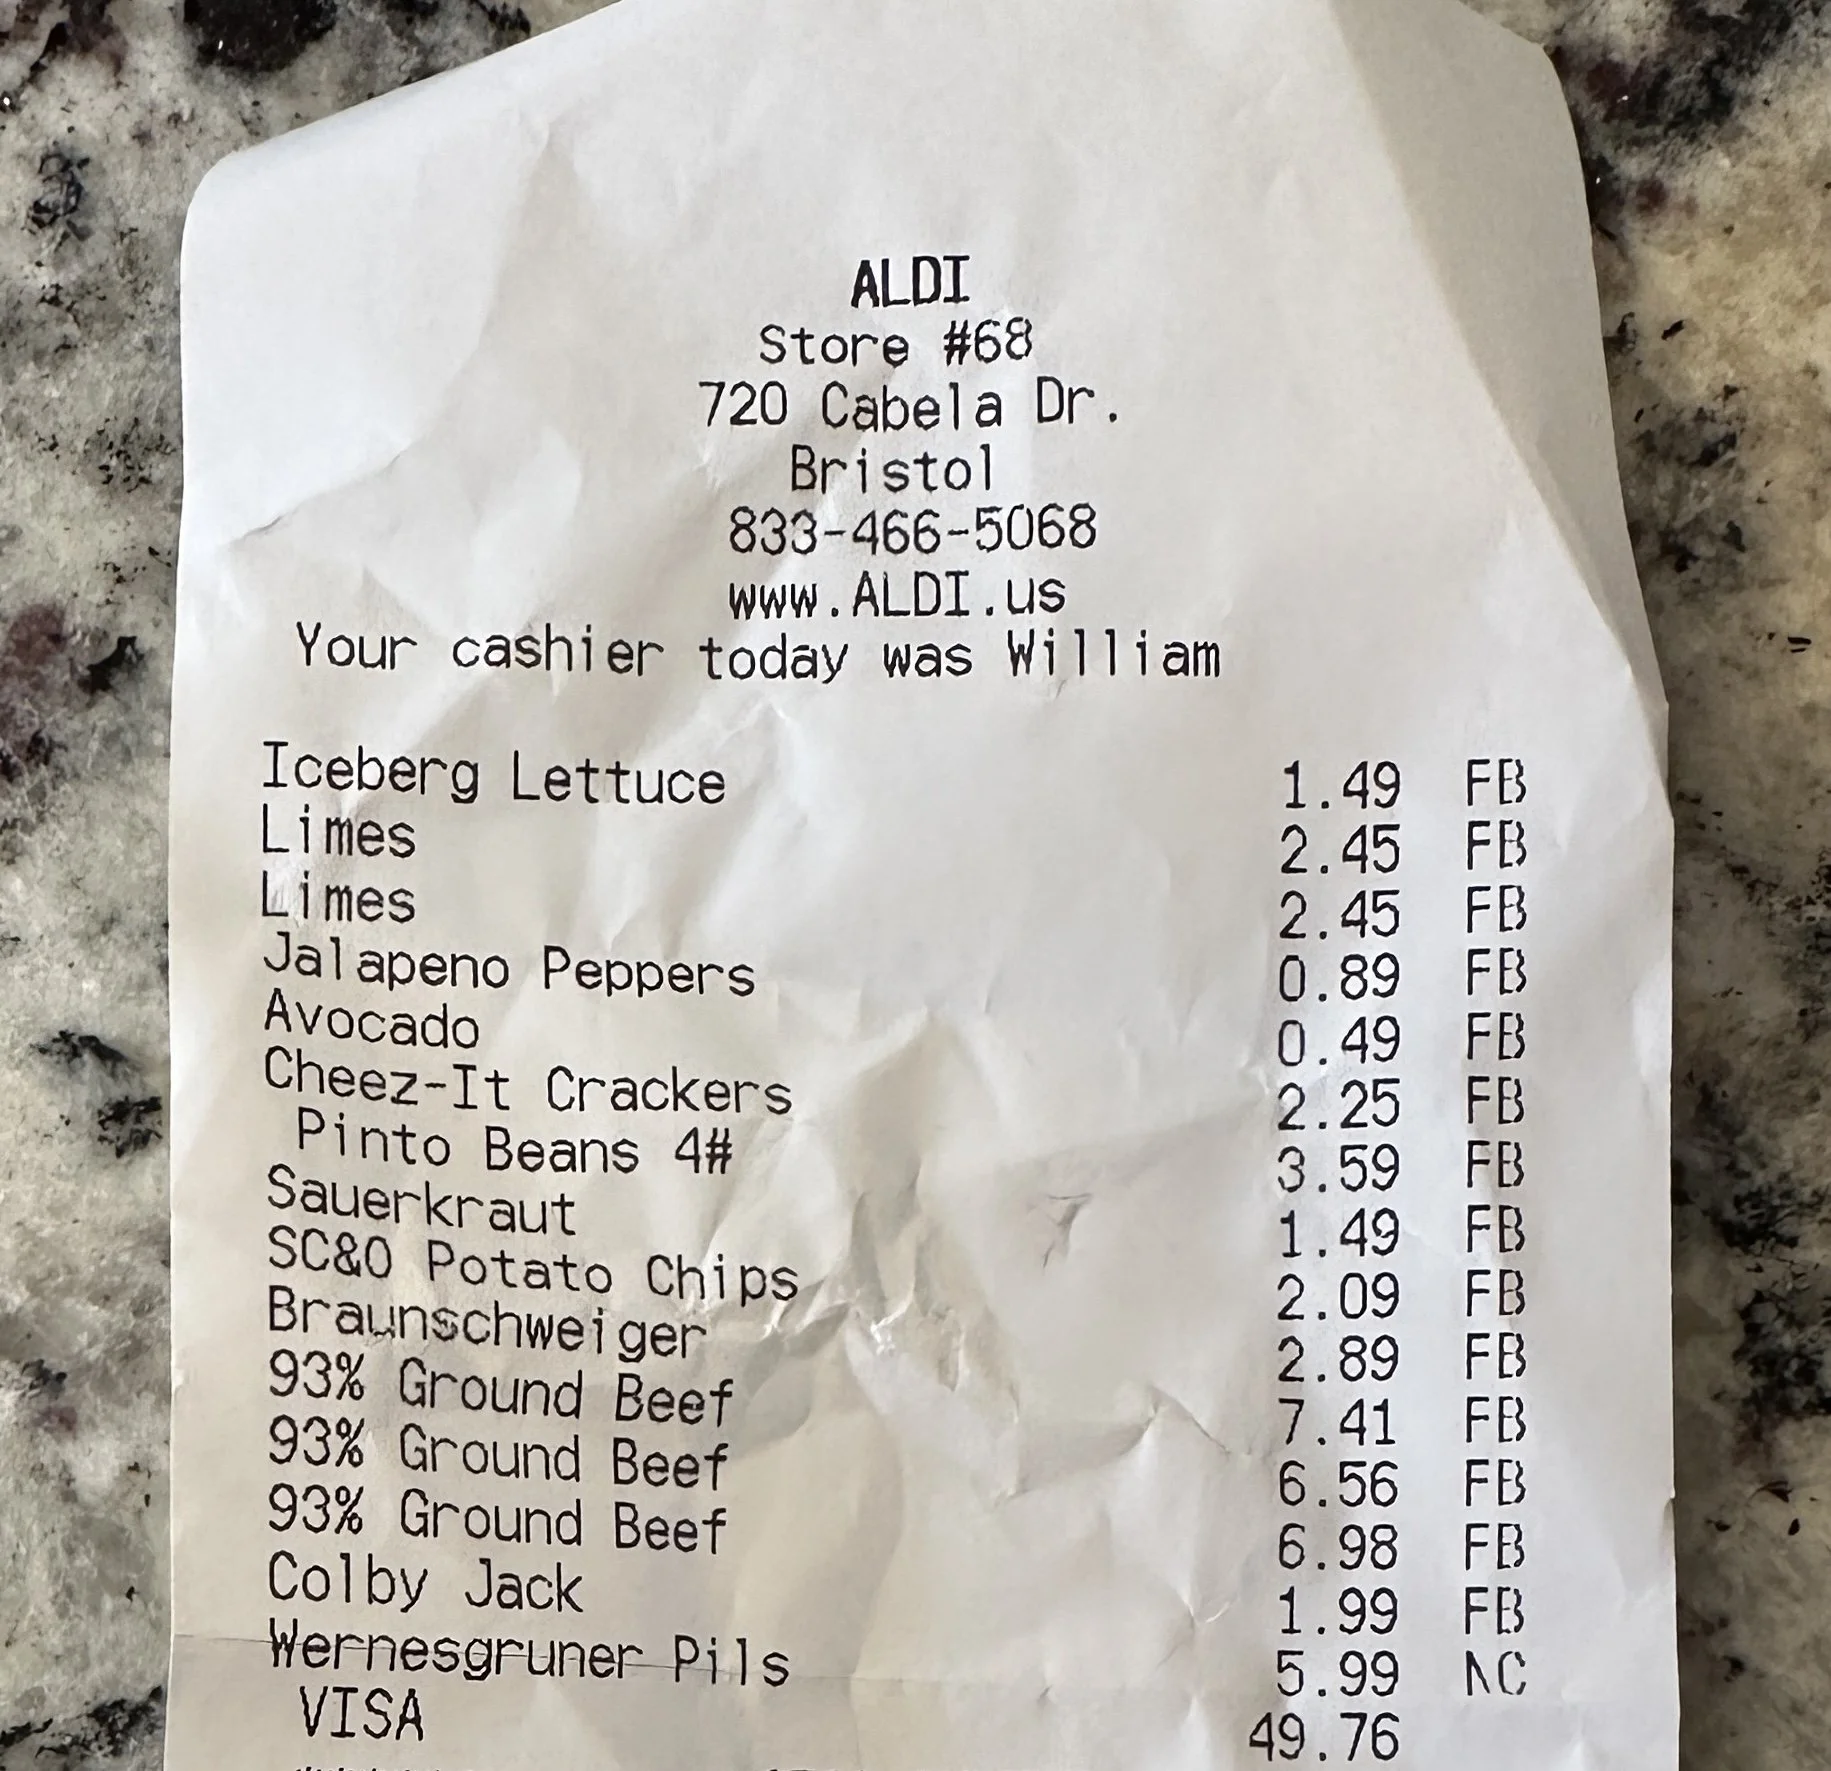 ALDI
Store #68
720 Cabela Dr.
Bristol
833-466-5068
www.ALDI.us
Your cashier today was William
Iceberg Lettuce 1.49 FB
Limes 2.45 FB
Limes 2.45 FB
Jalapeno Peppers 0.89 FB
Avocado 0.49 FB
Cheez-It Crackers 2.25 FB
Pinto Beans 4# 3.59 FB
Sauerkraut 1.49 FB
SC&O Potato Chips 2.09 FB
Braunschweiger 2.89 FB
93% Ground Beef 7.41 FB
93% Ground Beef 6.56 FB
93% Ground Beef 6.98 FB
Colby Jack 1.99 FB
Wernesgruner Pils 5.99
VISA 49.76